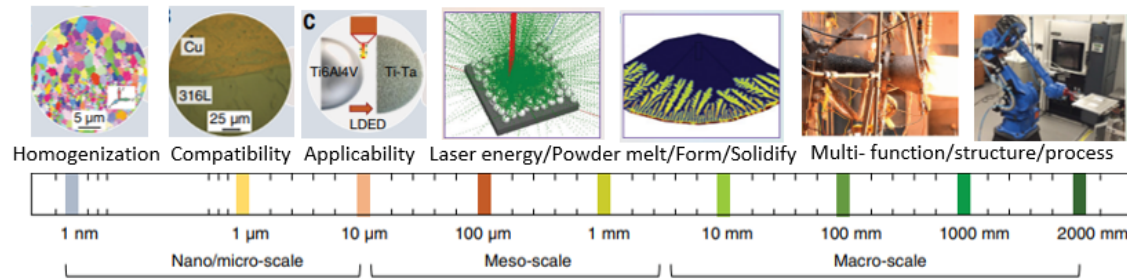 C
Cu
316L
Ti6Al4V
Ti-Ta
LDED
5 µm
25 µm
Homogenization
Compatibility
Applicability
Laser energy/Powder melt/Form/Solidify
Multi- function/structure/process
1 nm
1 µm
10 µm
100 µm
1 mm
10 mm
100 mm
1000 mm
2000 mm
Nano/micro-scale
Meso-scale
Macro-scale